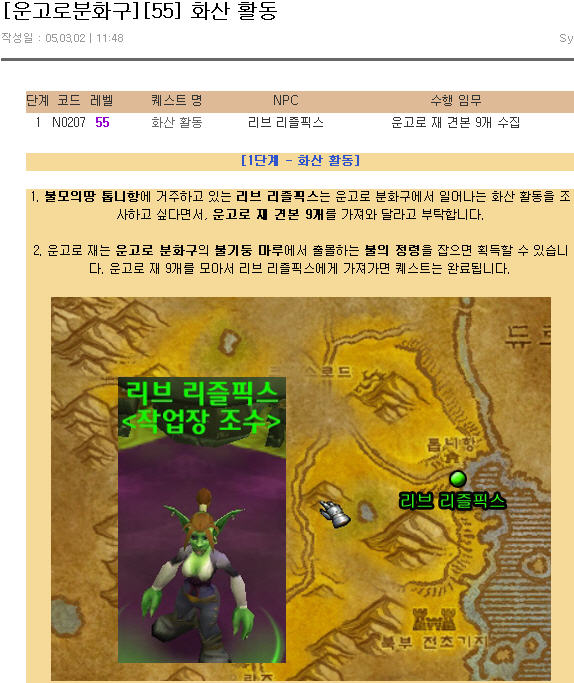 [운고로분화구][55] 화산 활동
작성일 : 05.03.02 | 11:48
Sy
단계 코드 레벨 퀘스트 명 NPC 수행 임무
1 N0207 55 화산 활동 리브 리즐픽스 운고로 재 견본 9개 수집
[1단계 - 화산 활동]
1. 불모의땅 톱니항에 거주하고 있는 리브 리즐픽스는 운고로 분화구에서 일어나는 화산 활동을 조
사하고 싶다면서, 운고로 재 견본 9개를 가져와 달라고 부탁합니다.
2. 운고로 재는 운고로 분화구의 불기둥 마루에서 출몰하는 불의 정령을 잡으면 획득할 수 있습니
다. 운고로 재 9개를 모아서 리브 리즐픽스에게 가져가면 퀘스트는 완료됩니다.
듀로
스로드
리브 리즐픽스
<작업장 조수>
톱니항
리브 리즐픽스
북부 전초기지